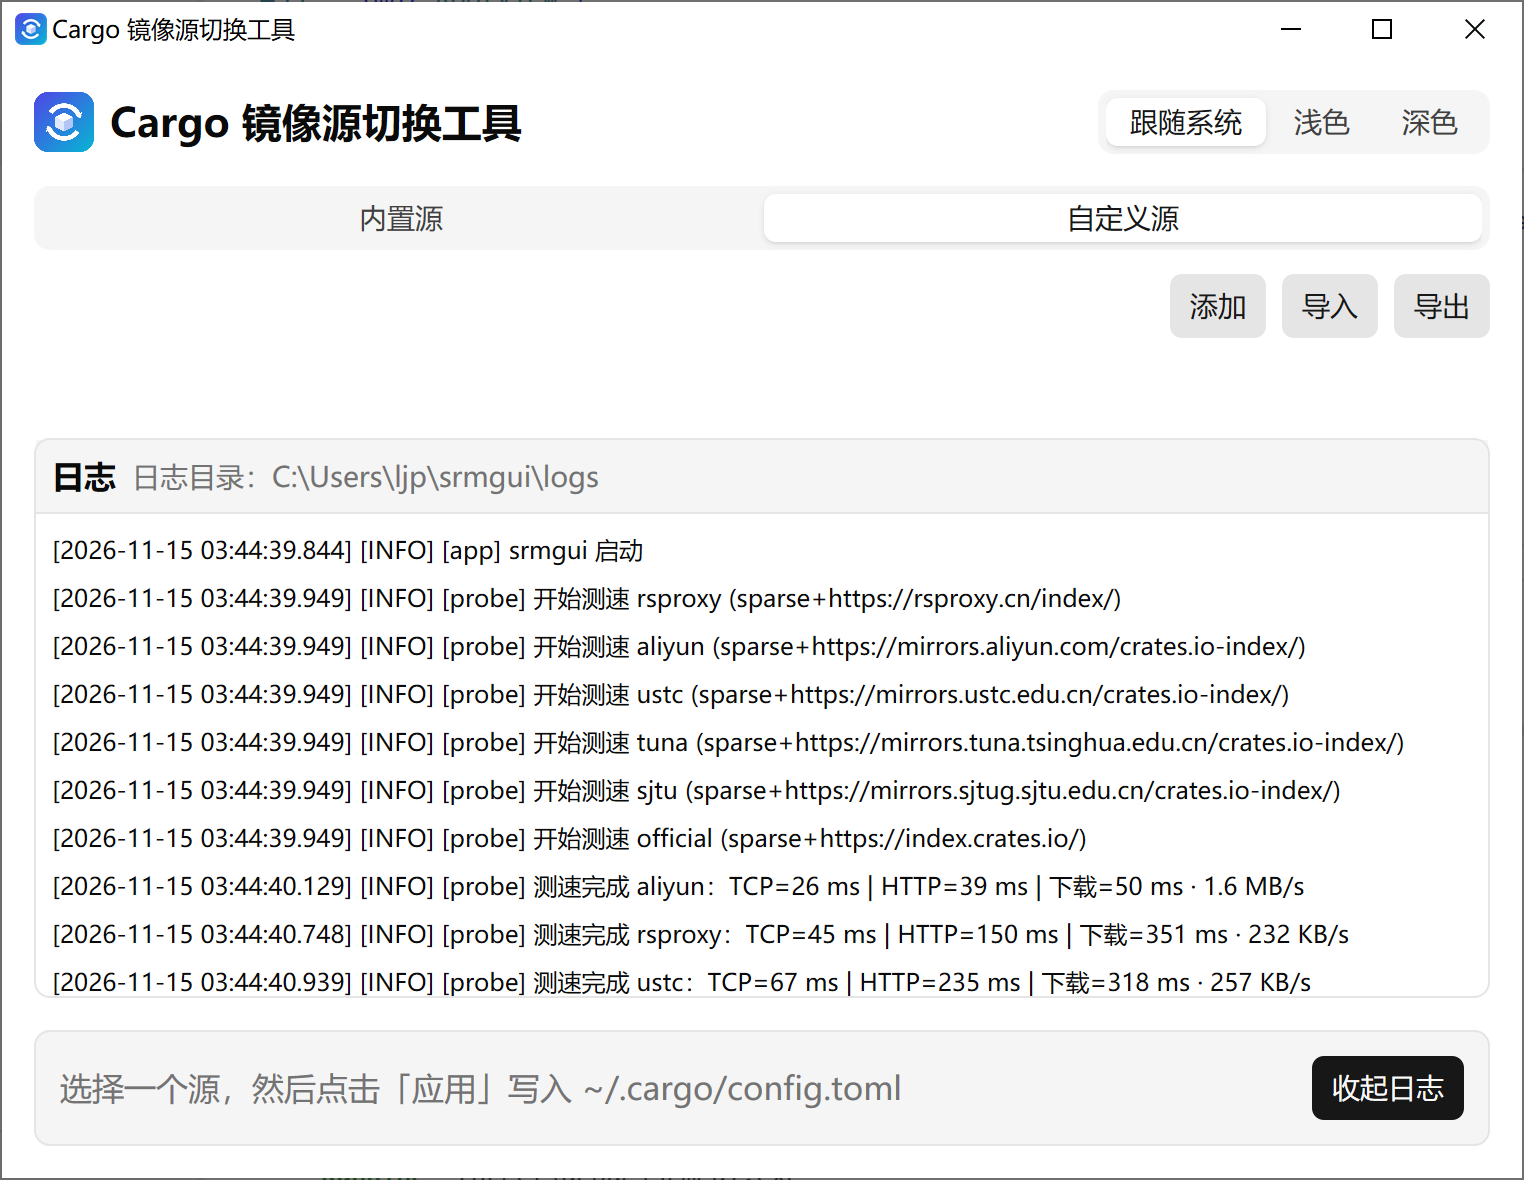 Cargo 镜像源切换工具
Cargo 镜像源切换工具
跟随系统 浅色 深色
内置源 自定义源
添加 导入 导出
日志 日志目录：C:\Users\ljp\srmgui\logs
[2026-11-15 03:44:39.844] [INFO] [app] srmgui 启动
[2026-11-15 03:44:39.949] [INFO] [probe] 开始测速 rsproxy (sparse+https://rsproxy.cn/index/)
[2026-11-15 03:44:39.949] [INFO] [probe] 开始测速 aliyun (sparse+https://mirrors.aliyun.com/crates.io-index/)
[2026-11-15 03:44:39.949] [INFO] [probe] 开始测速 ustc (sparse+https://mirrors.ustc.edu.cn/crates.io-index/)
[2026-11-15 03:44:39.949] [INFO] [probe] 开始测速 tuna (sparse+https://mirrors.tuna.tsinghua.edu.cn/crates.io-index/)
[2026-11-15 03:44:39.949] [INFO] [probe] 开始测速 sjtu (sparse+https://mirrors.sjtug.sjtu.edu.cn/crates.io-index/)
[2026-11-15 03:44:39.949] [INFO] [probe] 开始测速 official (sparse+https://index.crates.io/)
[2026-11-15 03:44:40.129] [INFO] [probe] 测速完成 aliyun：TCP=26 ms | HTTP=39 ms | 下载=50 ms · 1.6 MB/s
[2026-11-15 03:44:40.748] [INFO] [probe] 测速完成 rsproxy：TCP=45 ms | HTTP=150 ms | 下载=351 ms · 232 KB/s
[2026-11-15 03:44:40.939] [INFO] [probe] 测速完成 ustc：TCP=67 ms | HTTP=235 ms | 下载=318 ms · 257 KB/s
选择一个源，然后点击「应用」写入 ~/.cargo/config.toml
收起日志